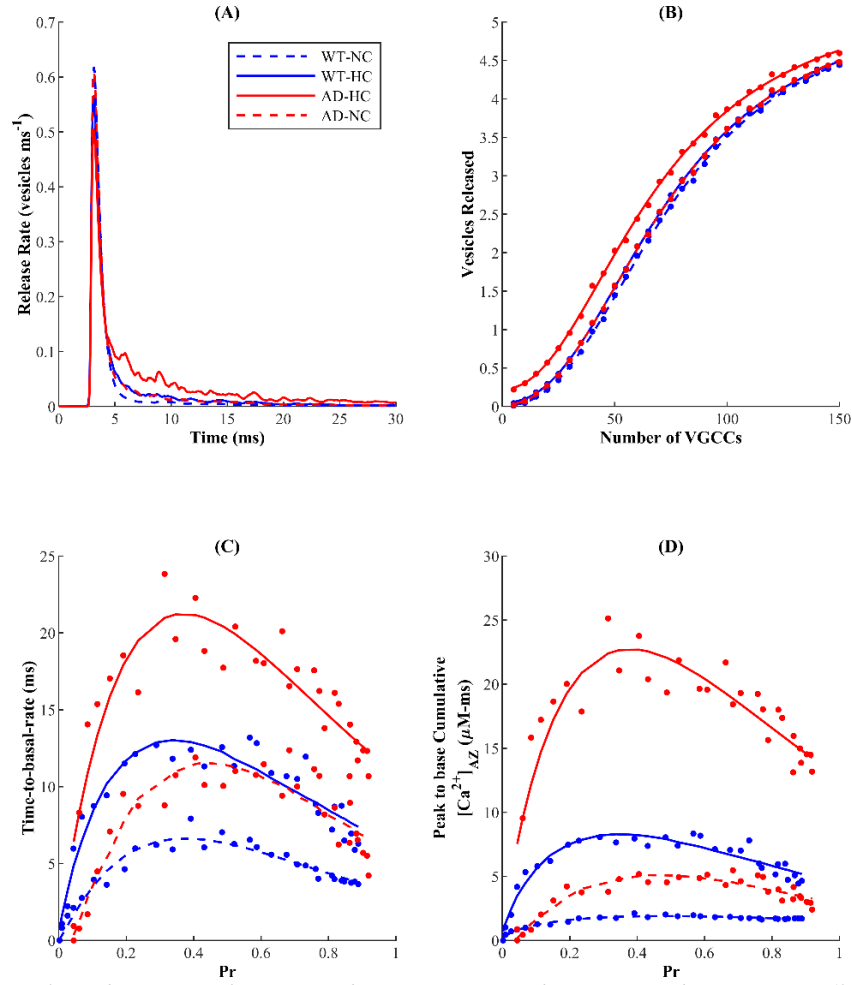 (A)
Release Rate (vesicles ms-1)
0.7
0.6
0.5
0.4
0.3
0.2
0.1
0
0 5 10 15 20 25 30
Time (ms)
WT-NC
WT-HC
AD-HC
AD-NC
(B)
Vesicles Released
5
4.5
4
3.5
3
2.5
2
1.5
1
0.5
0
0 50 100 150
Number of VGCCs
(C)
Time-to-basal-rate (ms)
25
20
15
10
5
0
0 0.2 0.4 0.6 0.8 1
Pr
(D)
Peak to base Cumulative
[Ca2+]AZ (μM-ms)
30
25
20
15
10
5
0
0 0.2 0.4 0.6 0.8 1
Pr